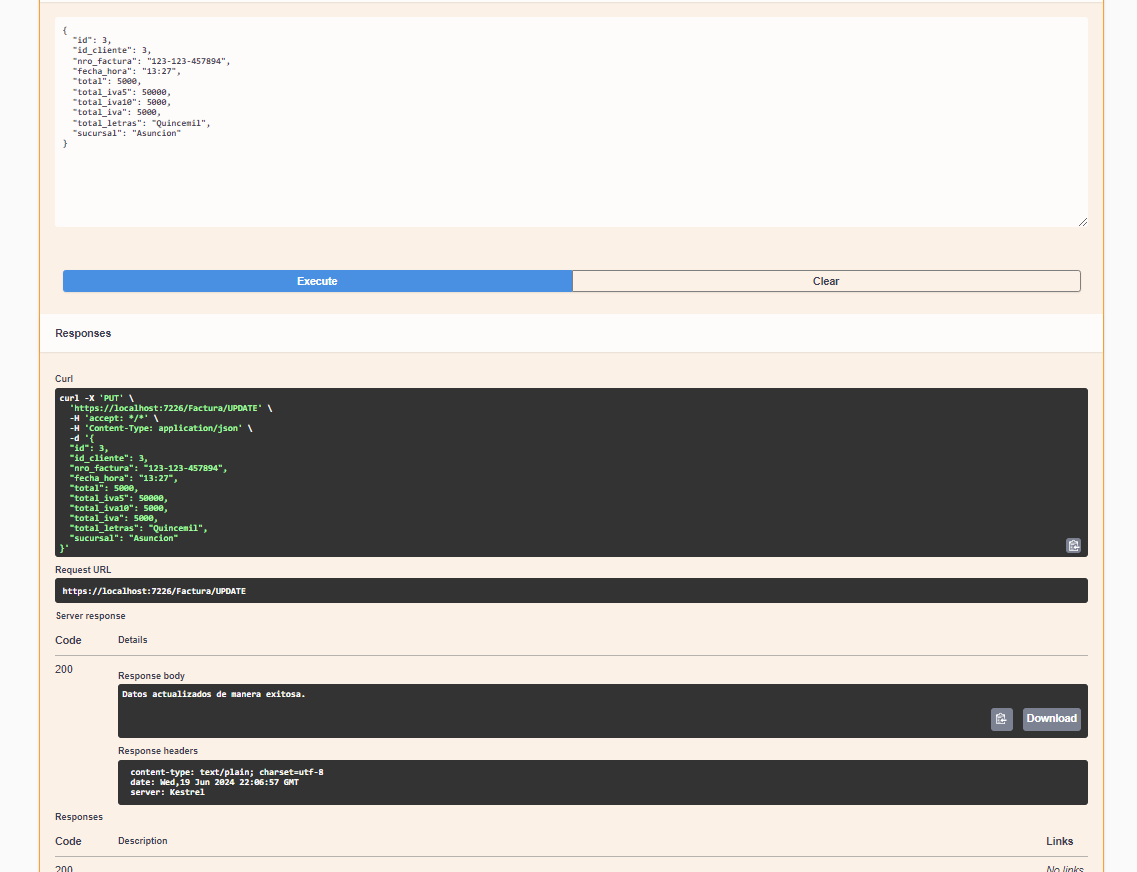 {
"id": 3,
"id_cliente": 3,
"nro_factura": "123-123-457894",
"fecha_hora": "13:27",
"total": 5000,
"total_iva5": 50000,
"total_iva10": 5000,
"total_iva": 5000,
"total_letras": "Quincemil",
"sucursal": "Asuncion"
}
Execute
Clear
Responses
Curl
curl -X 'PUT' \
'https://localhost:7226/Factura/UPDATE' \
-H 'accept: */*' \
-H 'Content-Type: application/json' \
-d '{
"id": 3,
"id_cliente": 3,
"nro_factura": "123-123-457894",
"fecha_hora": "13:27",
"total": 5000,
"total_iva5": 50000,
"total_iva10": 5000,
"total_iva": 5000,
"total_letras": "Quincemil",
"sucursal": "Asuncion"
}'
Request URL
https://localhost:7226/Factura/UPDATE
Server response
Code Details
200
Response body
Datos actualizados de manera exitosa.
Download
Response headers
content-type: text/plain; charset=utf-8
date: Wed,19 Jun 2024 22:06:57 GMT
server: Kestrel
Responses
Code Description Links
200 No links